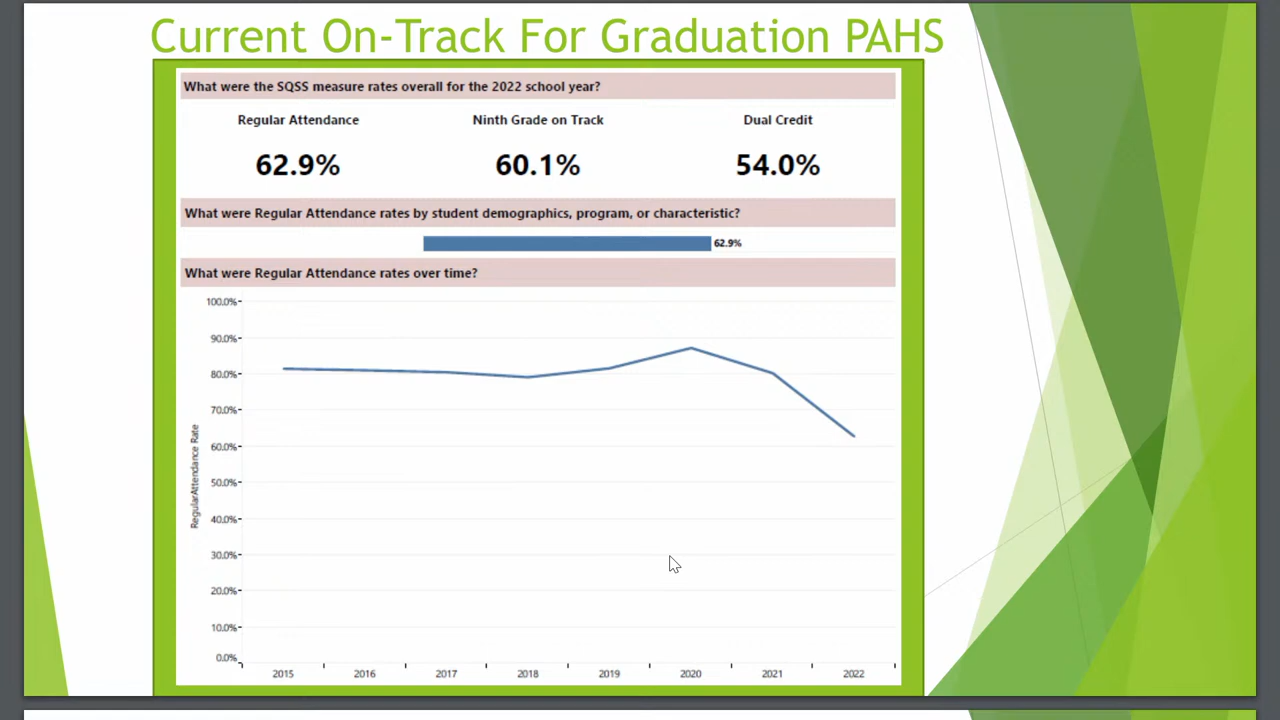 Current On-Track For Graduation PAHS
What were the SQSS measure rates overall for the 2022 school year?
Regular Attendance Ninth Grade on Track Dual Credit
62.9% 60.1% 54.0%
What were Regular Attendance rates by student demographics, program, or characteristic?
62.9%
What were Regular Attendance rates over time?
RegularAttendance Rate
100.0%
90.0%
80.0%
70.0%
60.0%
50.0%
40.0%
30.0%
20.0%
10.0%
0.0%
2015 2016 2017 2018 2019 2020 2021 2022